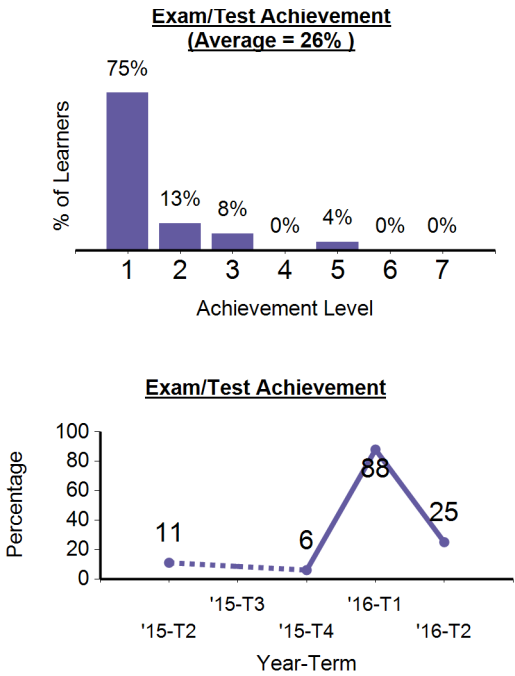 Exam/Test Achievement
(Average = 26% )
75%
13%
8%
0%
4%
0%
0%
% of Learners
1 2 3 4 5 6 7
Achievement Level
Exam/Test Achievement
100
80
60
40
20
0
Percentage
11
6
88
25
'15-T3 '16-T1
'15-T2 '15-T4 '16-T2
Year-Term